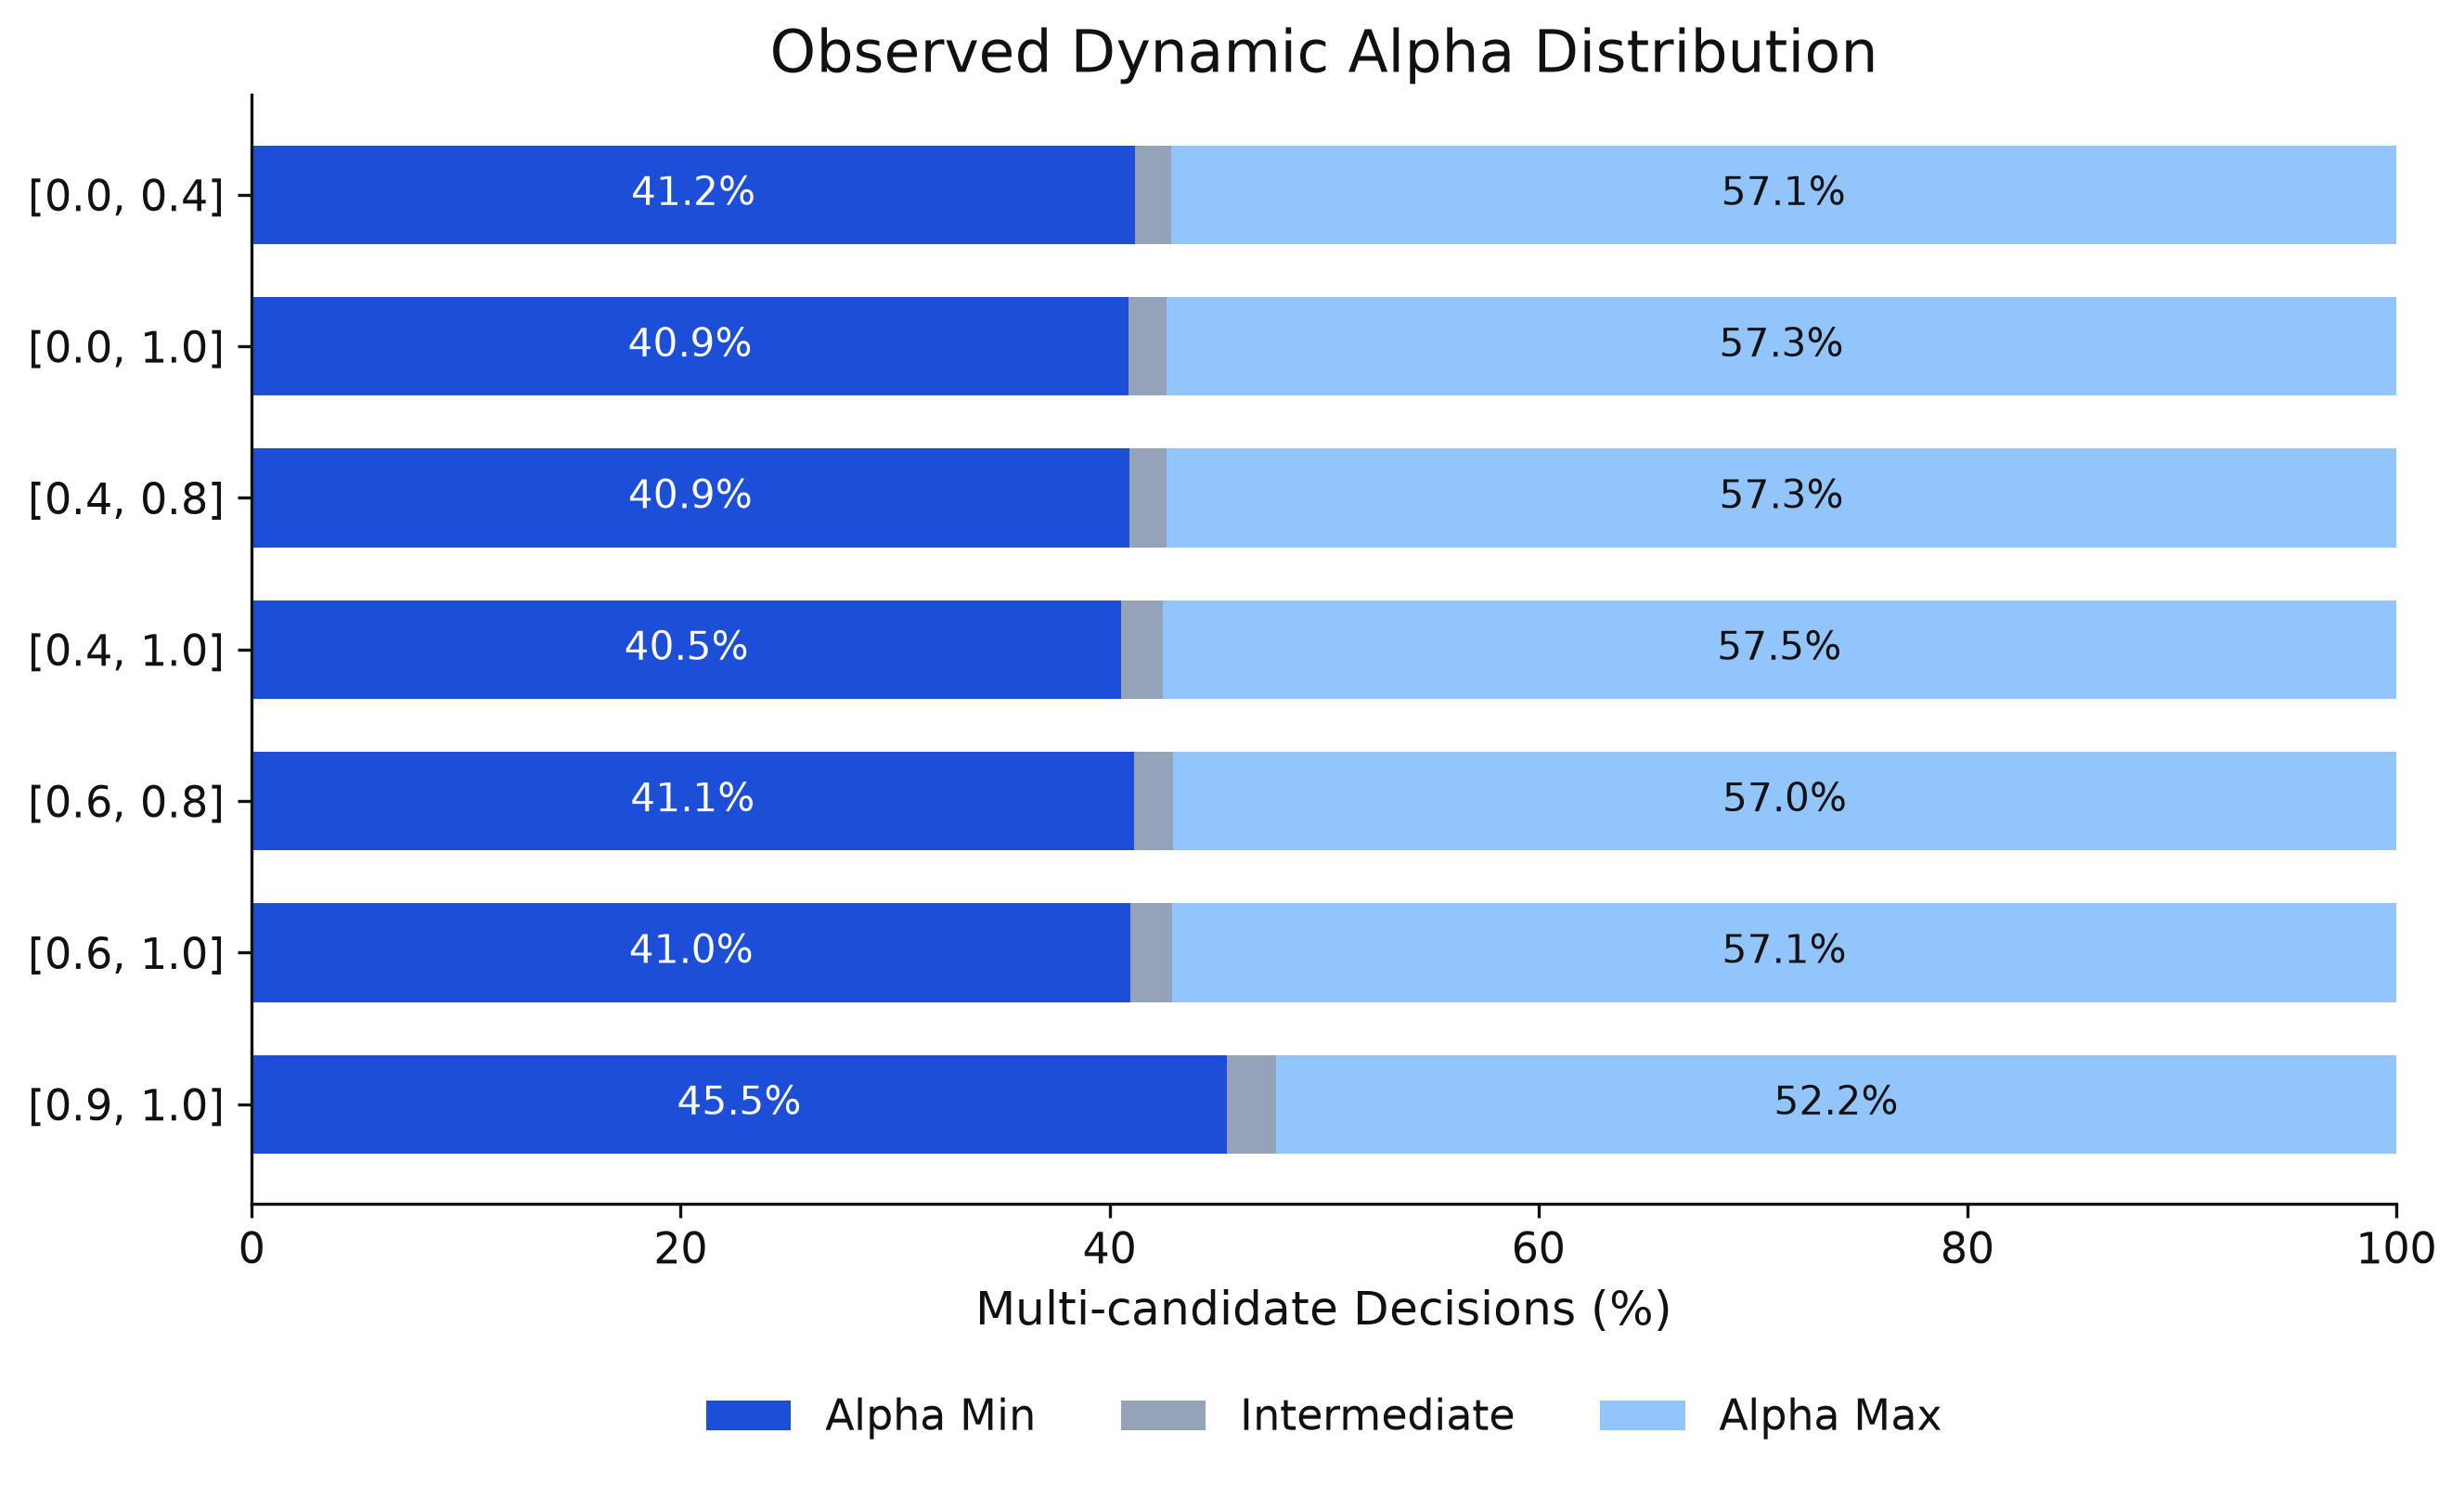 Observed Dynamic Alpha Distribution
[0.0, 0.4] 41.2% 57.1%
[0.0, 1.0] 40.9% 57.3%
[0.4, 0.8] 40.9% 57.3%
[0.4, 1.0] 40.5% 57.5%
[0.6, 0.8] 41.1% 57.0%
[0.6, 1.0] 41.0% 57.1%
[0.9, 1.0] 45.5% 52.2%
0 20 40 60 80 100
Multi-candidate Decisions (%)
Alpha Min Intermediate Alpha Max